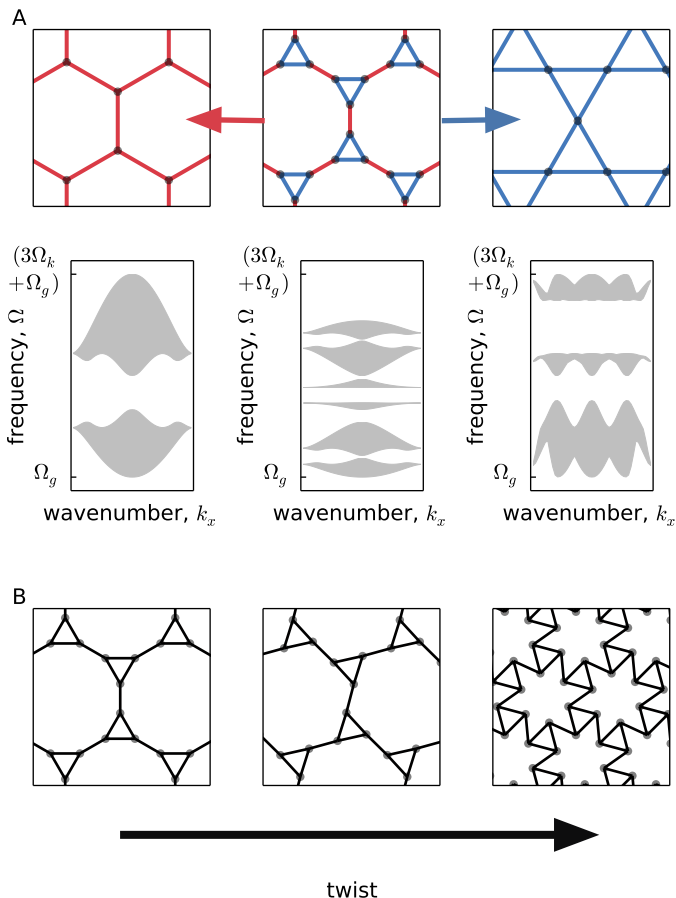 A
(3Ωk
+Ωg)
frequency, Ω
Ωg
wavenumber, kx
(3Ωk
+Ωg)
frequency, Ω
Ωg
wavenumber, kx
(3Ωk
+Ωg)
frequency, Ω
Ωg
wavenumber, kx
B
twist